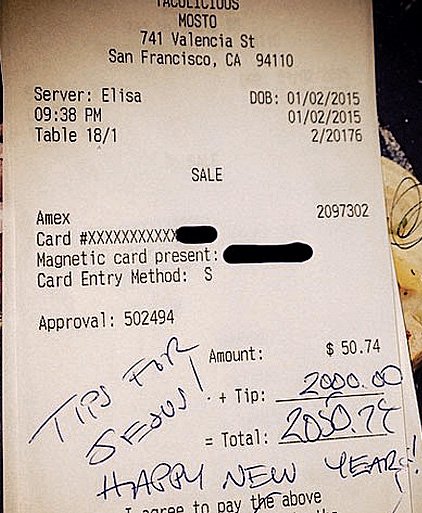 TACOLICIOUS
MOSTO
741 Valencia St
San Francisco, CA 94110
Server: Elisa DOB: 01/02/2015
09:38 PM 01/02/2015
Table 18/1 2/20176
SALE
Amex 2097302
Card #XXXXXXXXXXX
Magnetic card present:
Card Entry Method: S
Approval: 502494
Amount: $ 50.74
+ Tip: 2000.00
= Total: 2050.74
TIPS FOR
JESUS!
HAPPY NEW YEARS!
I agree to pay the above